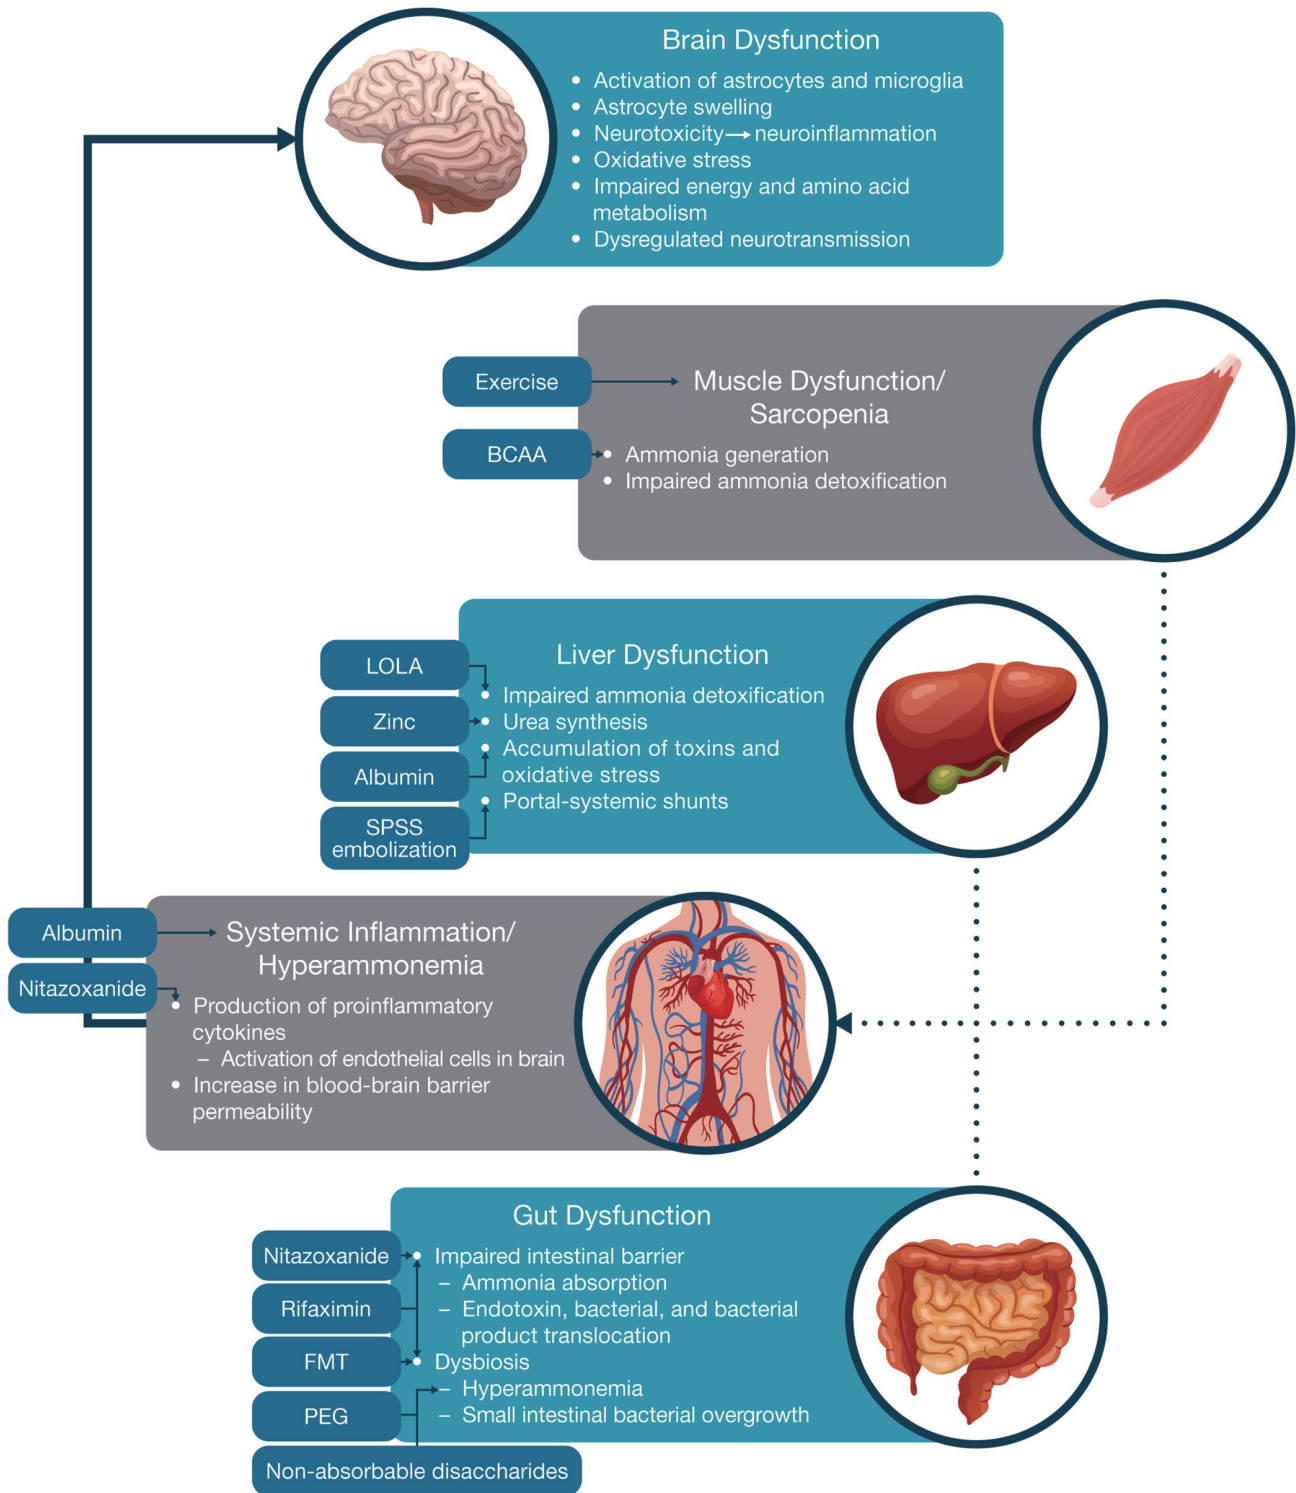 Brain Dysfunction
• Activation of astrocytes and microglia
• Astrocyte swelling
• Neurotoxicity→neuroinflammation
• Oxidative stress
• Impaired energy and amino acid
metabolism
• Dysregulated neurotransmission
Exercise
Muscle Dysfunction/
Sarcopenia
BCAA
• Ammonia generation
• Impaired ammonia detoxification
LOLA
Zinc
Albumin
SPSS
embolization
Liver Dysfunction
• Impaired ammonia detoxification
• Urea synthesis
• Accumulation of toxins and
oxidative stress
• Portal-systemic shunts
Albumin
Nitazoxanide
Systemic Inflammation/
Hyperammonemia
• Production of proinflammatory
cytokines
– Activation of endothelial cells in brain
• Increase in blood-brain barrier
permeability
Gut Dysfunction
Nitazoxanide
Rifaximin
FMT
PEG
Non-absorbable disaccharides
• Impaired intestinal barrier
– Ammonia absorption
– Endotoxin, bacterial, and bacterial
product translocation
• Dysbiosis
– Hyperammonemia
– Small intestinal bacterial overgrowth